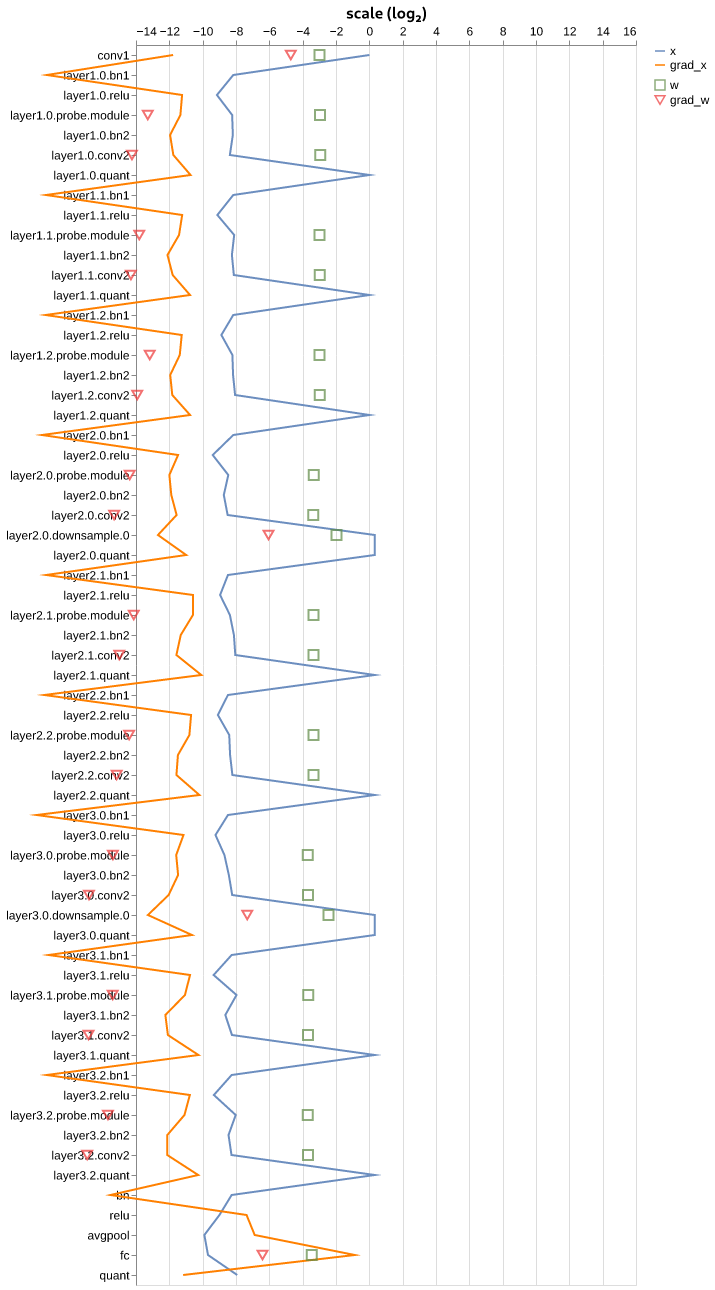 scale (log₂)
−14 −12 −10 −8 −6 −4 −2 0 2 4 6 8 10 12 14 16
x
grad_x
w
grad_w
conv1
layer1.0.bn1
layer1.0.relu
layer1.0.probe.module
layer1.0.bn2
layer1.0.conv2
layer1.0.quant
layer1.1.bn1
layer1.1.relu
layer1.1.probe.module
layer1.1.bn2
layer1.1.conv2
layer1.1.quant
layer1.2.bn1
layer1.2.relu
layer1.2.probe.module
layer1.2.bn2
layer1.2.conv2
layer1.2.quant
layer2.0.bn1
layer2.0.relu
layer2.0.probe.module
layer2.0.bn2
layer2.0.conv2
layer2.0.downsample.0
layer2.0.quant
layer2.1.bn1
layer2.1.relu
layer2.1.probe.module
layer2.1.bn2
layer2.1.conv2
layer2.1.quant
layer2.2.bn1
layer2.2.relu
layer2.2.probe.module
layer2.2.bn2
layer2.2.conv2
layer2.2.quant
layer3.0.bn1
layer3.0.relu
layer3.0.probe.module
layer3.0.bn2
layer3.0.conv2
layer3.0.downsample.0
layer3.0.quant
layer3.1.bn1
layer3.1.relu
layer3.1.probe.module
layer3.1.bn2
layer3.1.conv2
layer3.1.quant
layer3.2.bn1
layer3.2.relu
layer3.2.probe.module
layer3.2.bn2
layer3.2.conv2
layer3.2.quant
bn
relu
avgpool
fc
quant